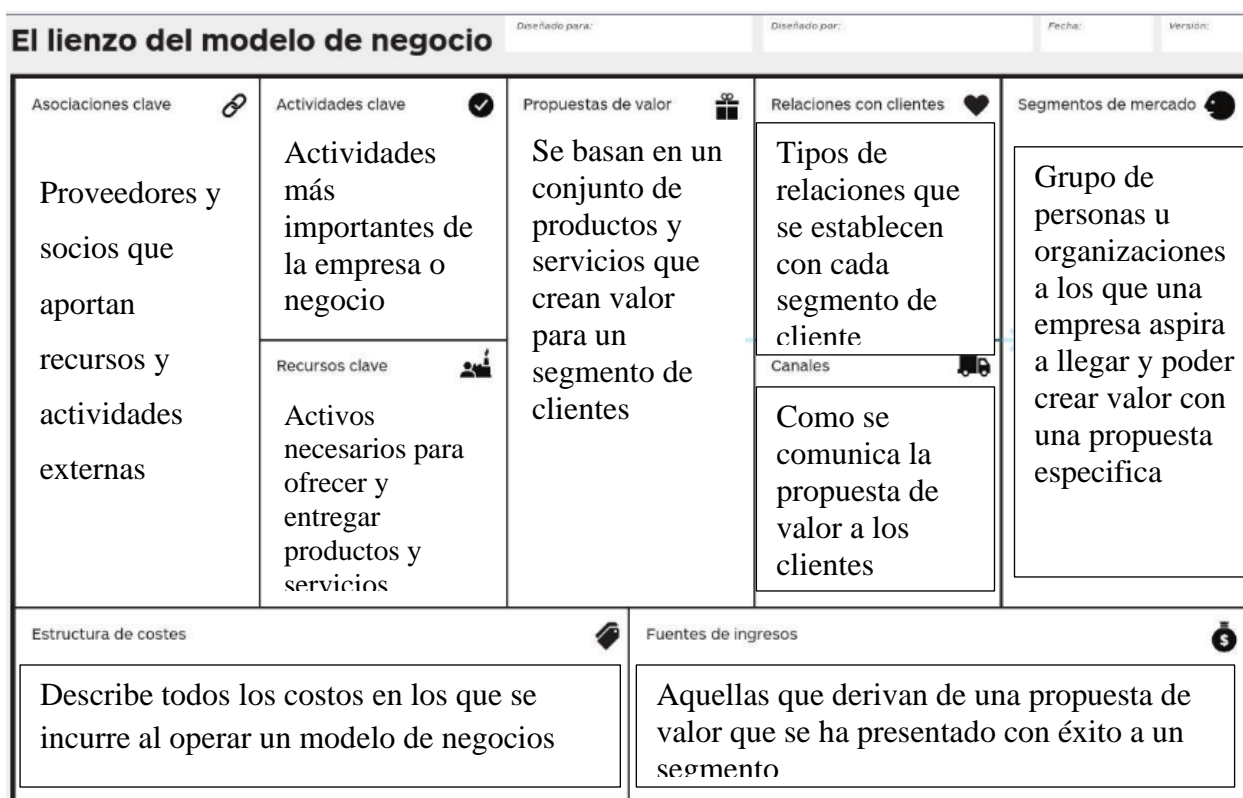 El lienzo del modelo de negocio
Diseñado para:
Diseñado por:
Fecha:
Versión:
Asociaciones clave
Proveedores y
socios que
aportan
recursos y
actividades
externas
Actividades clave
Actividades
más
importantes de
la empresa o
negocio
Recursos clave
Activos
necesarios para
ofrecer y
entregar
productos y
servicios
Propuestas de valor
Se basan en un
conjunto de
productos y
servicios que
crean valor
para un
segmento de
clientes
Relaciones con clientes
Tipos de
relaciones que
se establecen
con cada
segmento de
cliente
Canales
Como se
comunica la
propuesta de
valor a los
clientes
Segmentos de mercado
Grupo de
personas u
organizaciones
a los que una
empresa aspira
a llegar y poder
crear valor con
una propuesta
especifica
Estructura de costes
Describe todos los costos en los que se
incurre al operar un modelo de negocios
Fuentes de ingresos
$
Aquellas que derivan de una propuesta de
valor que se ha presentado con éxito a un
segmento